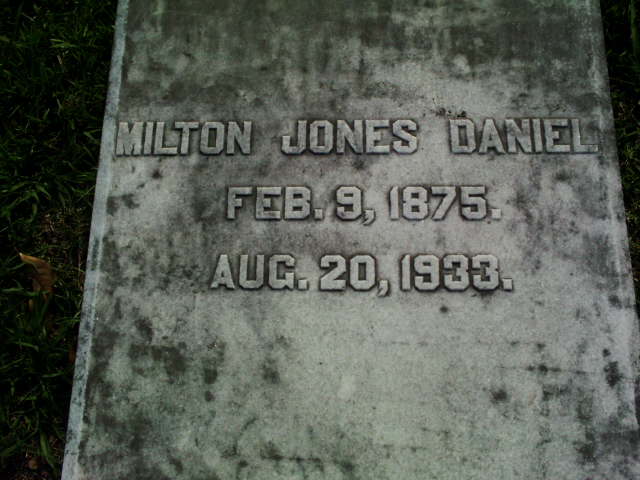 MILTON JONES DANIEL
FEB. 9, 1875.
AUG. 20, 1933.